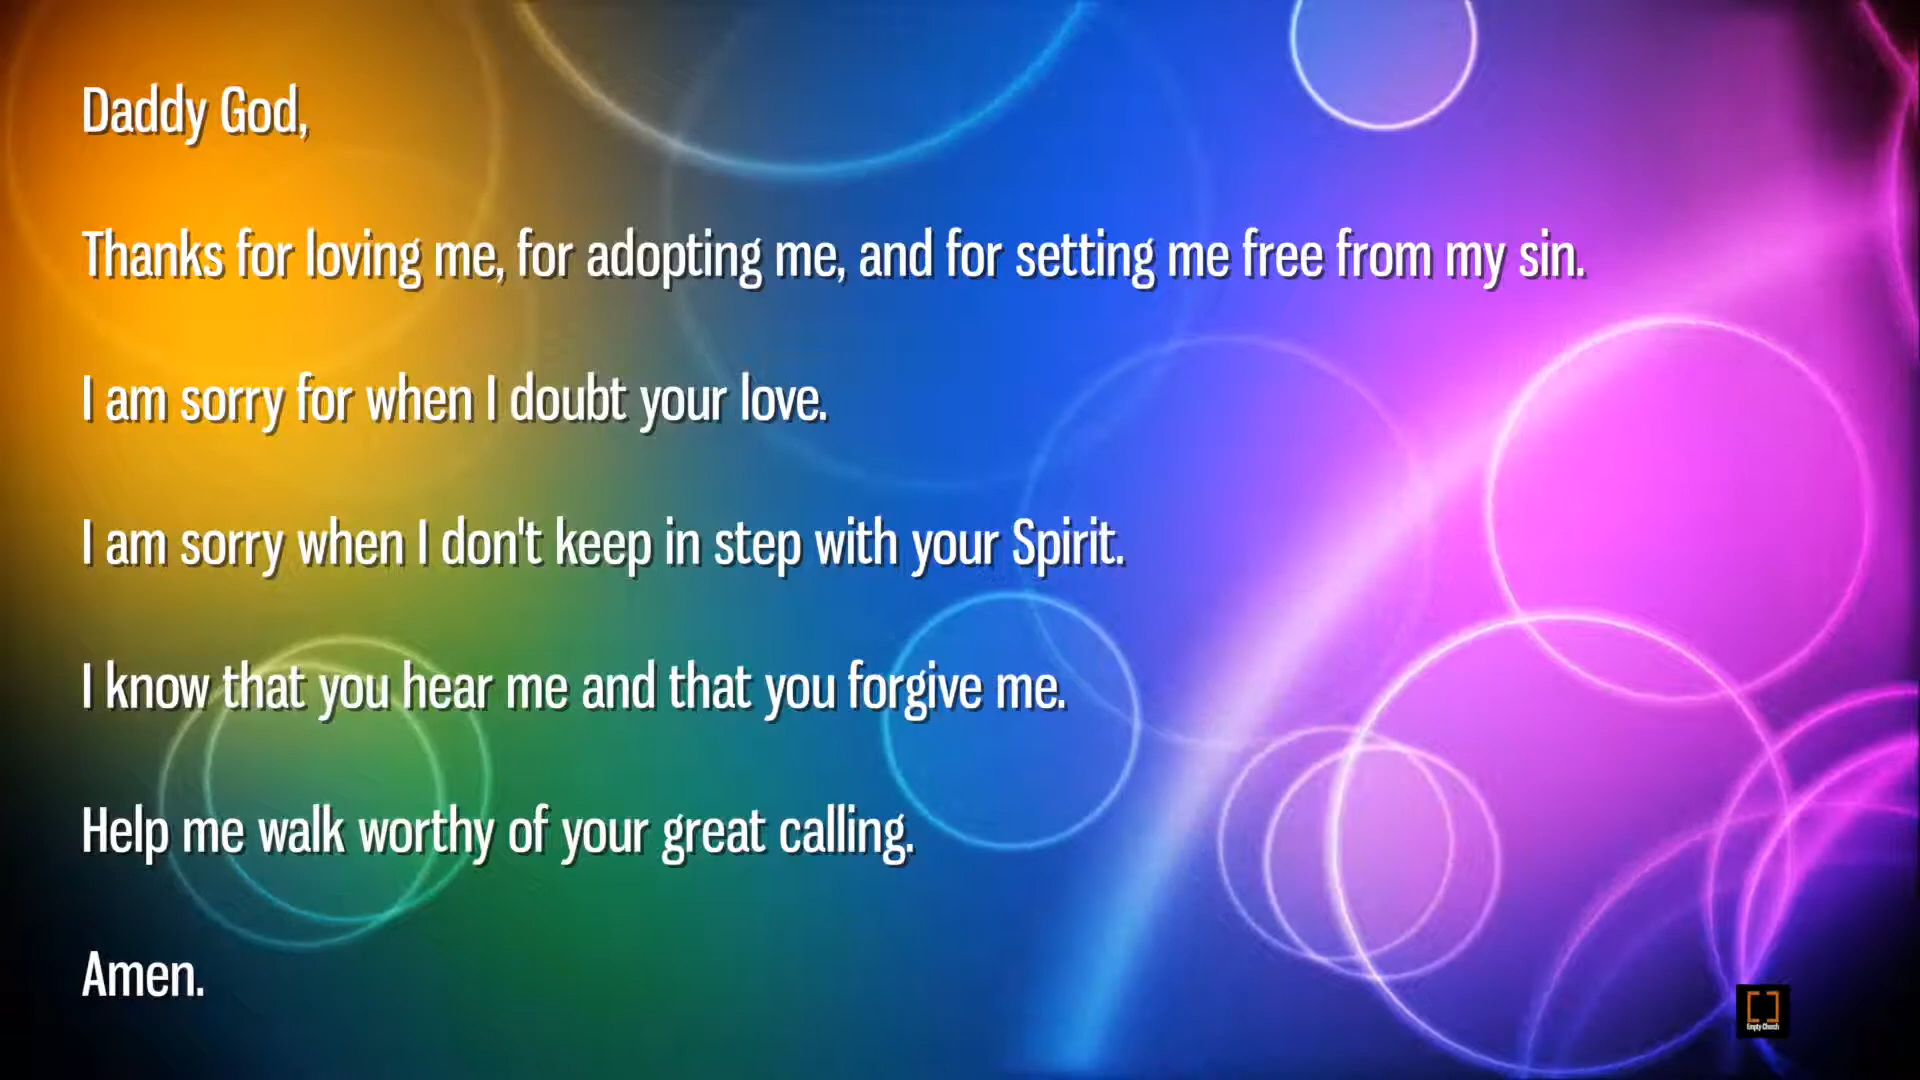 Daddy God,
Thanks for loving me, for adopting me, and for setting me free from my sin.
I am sorry for when I doubt your love.
I am sorry when I don't keep in step with your Spirit.
I know that you hear me and that you forgive me.
Help me walk worthy of your great calling.
Amen.
Empty Church